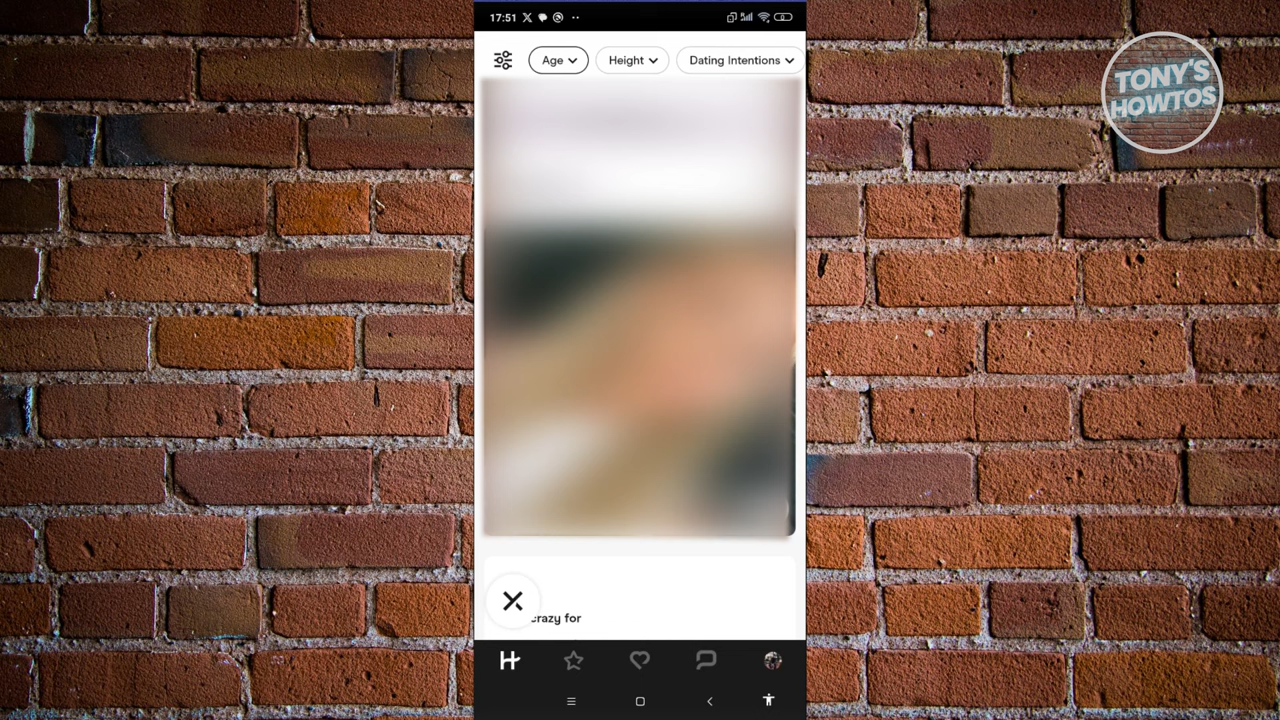 17:51
Age
Height
Dating Intentions
TONY'S
HOWTOS
crazy for